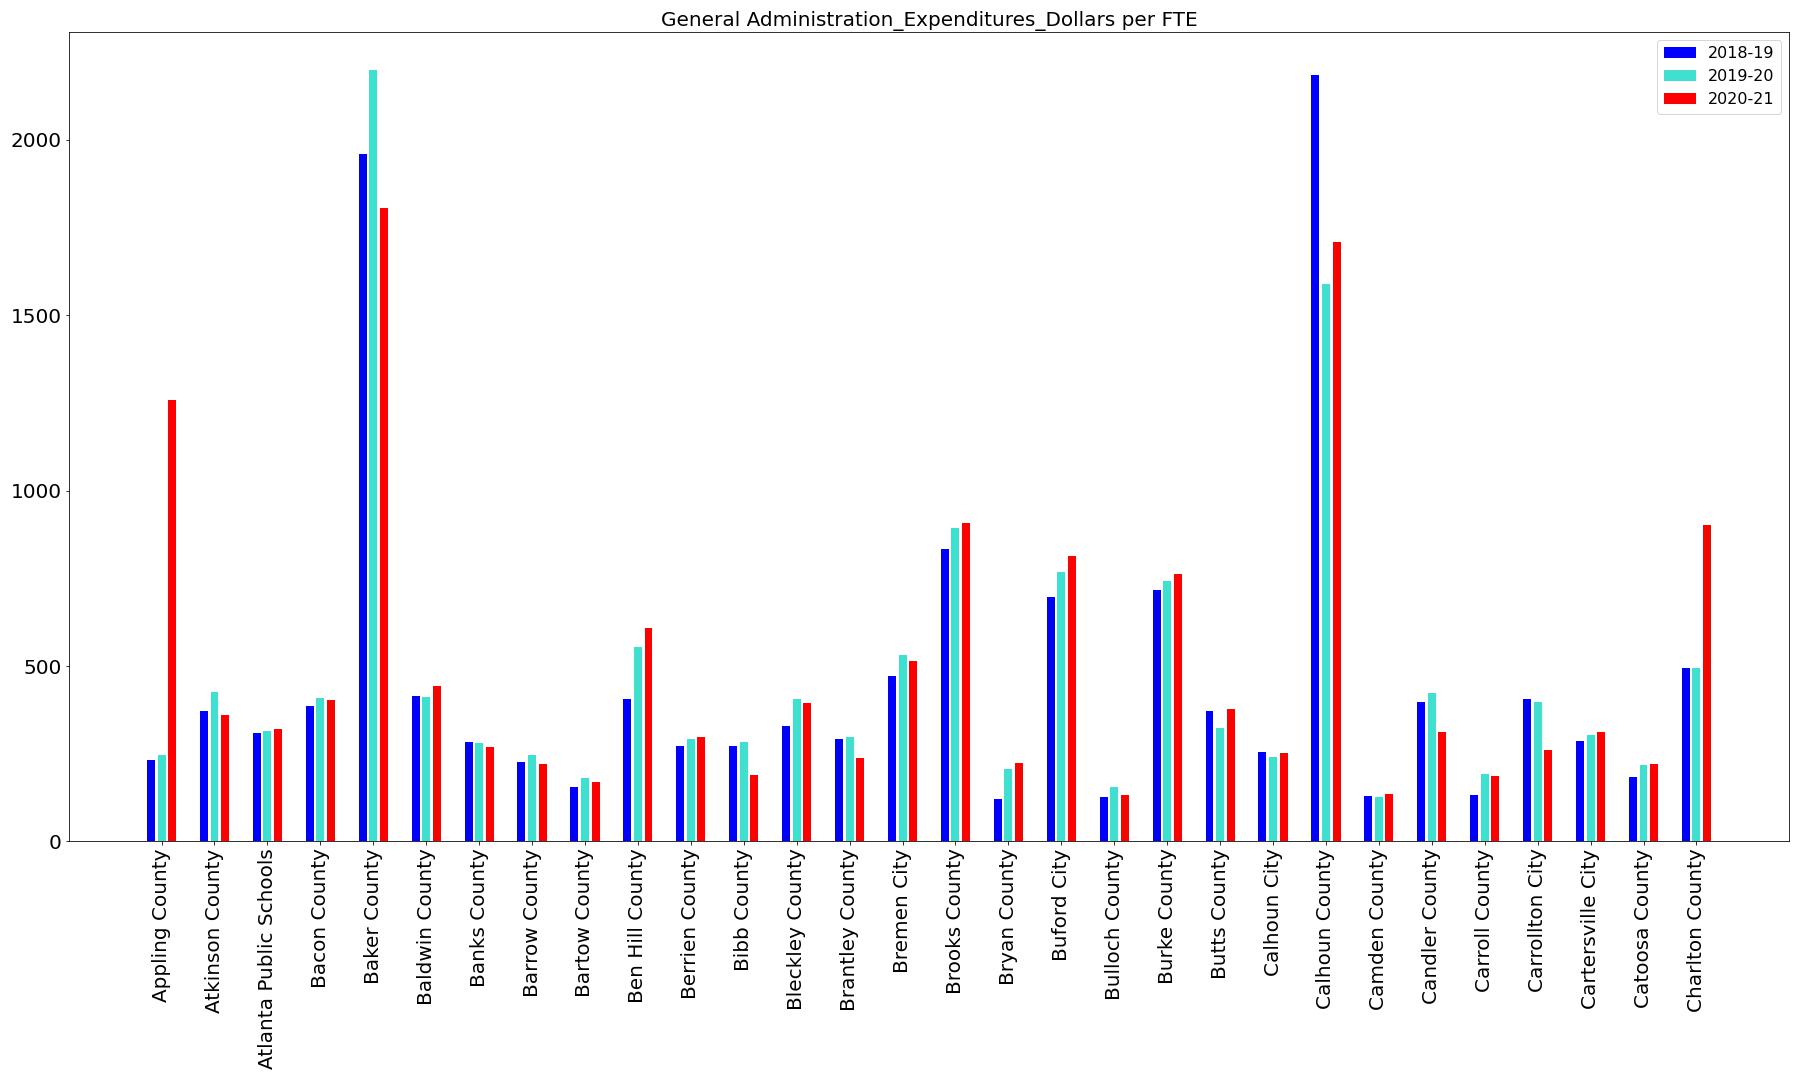 General Administration_Expenditures_Dollars per FTE
2018-19
2019-20
2020-21
2000
1500
1000
500
0
Appling County
Atkinson County
Atlanta Public Schools
Bacon County
Baker County
Baldwin County
Banks County
Barrow County
Bartow County
Ben Hill County
Berrien County
Bibb County
Bleckley County
Brantley County
Bremen City
Brooks County
Bryan County
Buford City
Bulloch County
Burke County
Butts County
Calhoun City
Calhoun County
Camden County
Candler County
Carroll County
Carrollton City
Cartersville City
Catoosa County
Charlton County